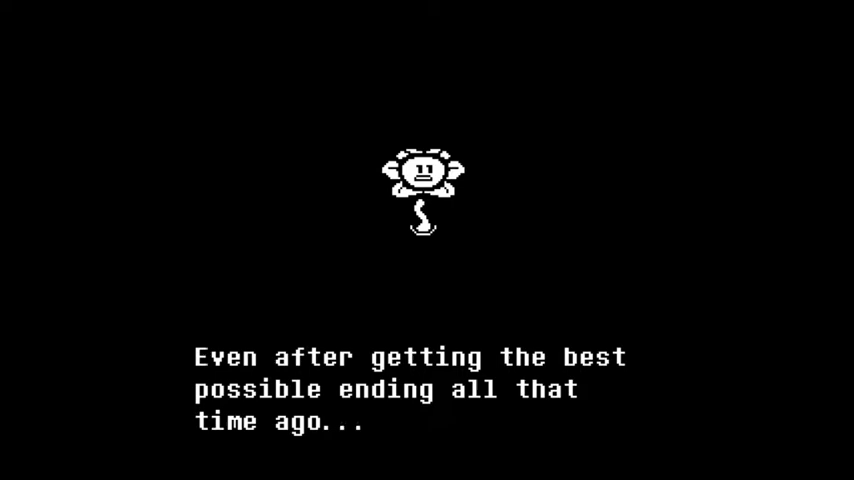 Even after getting the best
possible ending all that
time ago...